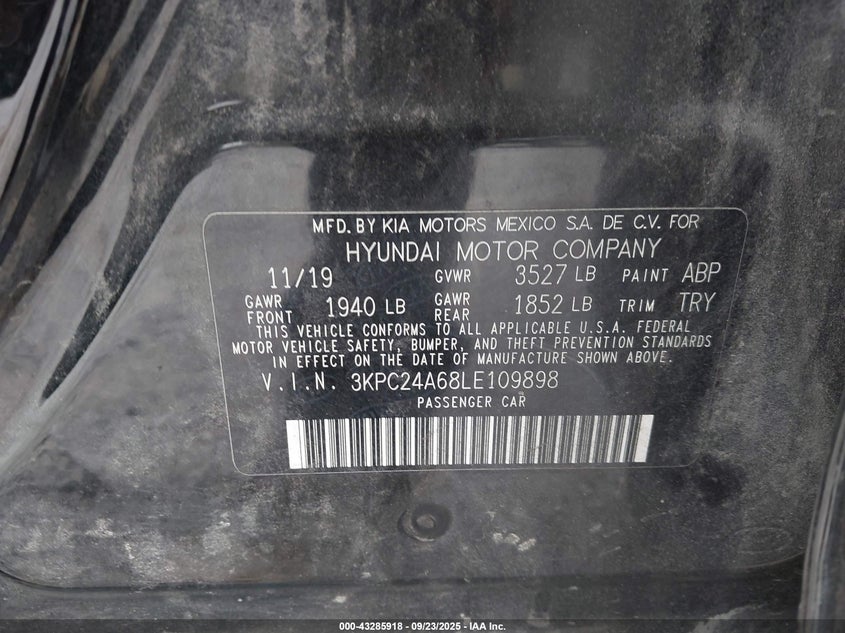 MFD. BY KIA MOTORS MEXICO S.A. DE C.V. FOR
HYUNDAI MOTOR COMPANY
11/19 GVWR 3527 LB PAINT ABP
GAWR FRONT 1940 LB GAWR REAR 1852 LB TRIM TRY
THIS VEHICLE CONFORMS TO ALL APPLICABLE U.S.A. FEDERAL
MOTOR VEHICLE SAFETY, BUMPER, AND THEFT PREVENTION STANDARDS
IN EFFECT ON THE DATE OF MANUFACTURE SHOWN ABOVE.
V.I.N. 3KPC24A68LE109898
PASSENGER CAR
000-43285918 - 09/23/2025 - IAA Inc.